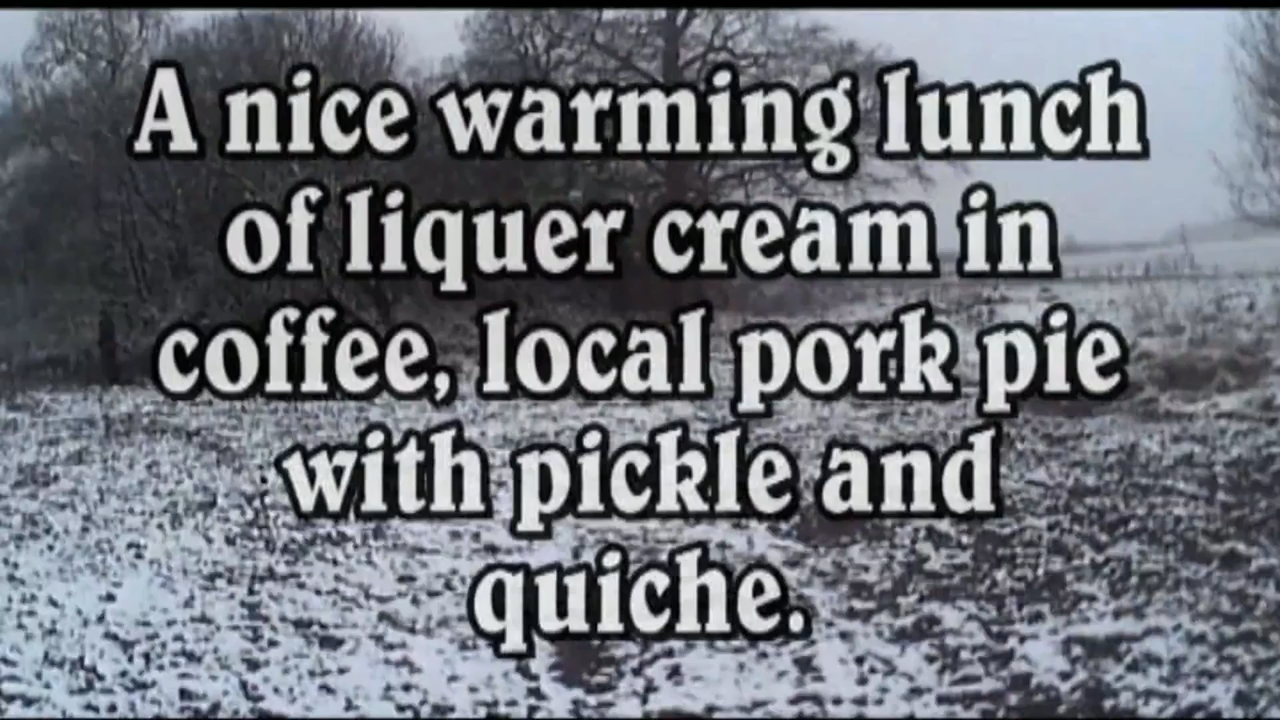 A nice warming lunch
of liquer cream in
coffee, local pork pie
with pickle and
quiche.